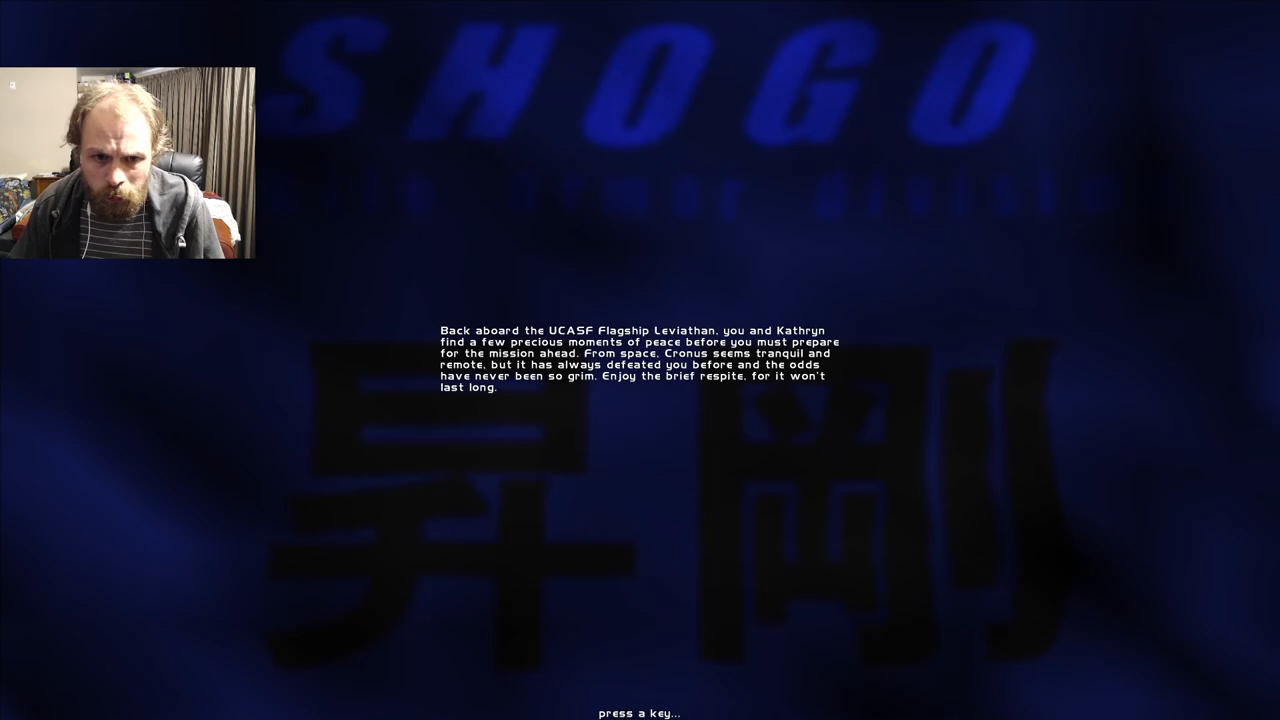 SHOGO
Back aboard the UCASF Flagship Leviathan, you and Kathryn
find a few precious moments of peace before you must prepare
for the mission ahead. From space, Cronus seems tranquil and
remote, but it has always defeated you before and the odds
have never been so grim. Enjoy the brief respite, for it won't
last long.
昇剛
press a key...